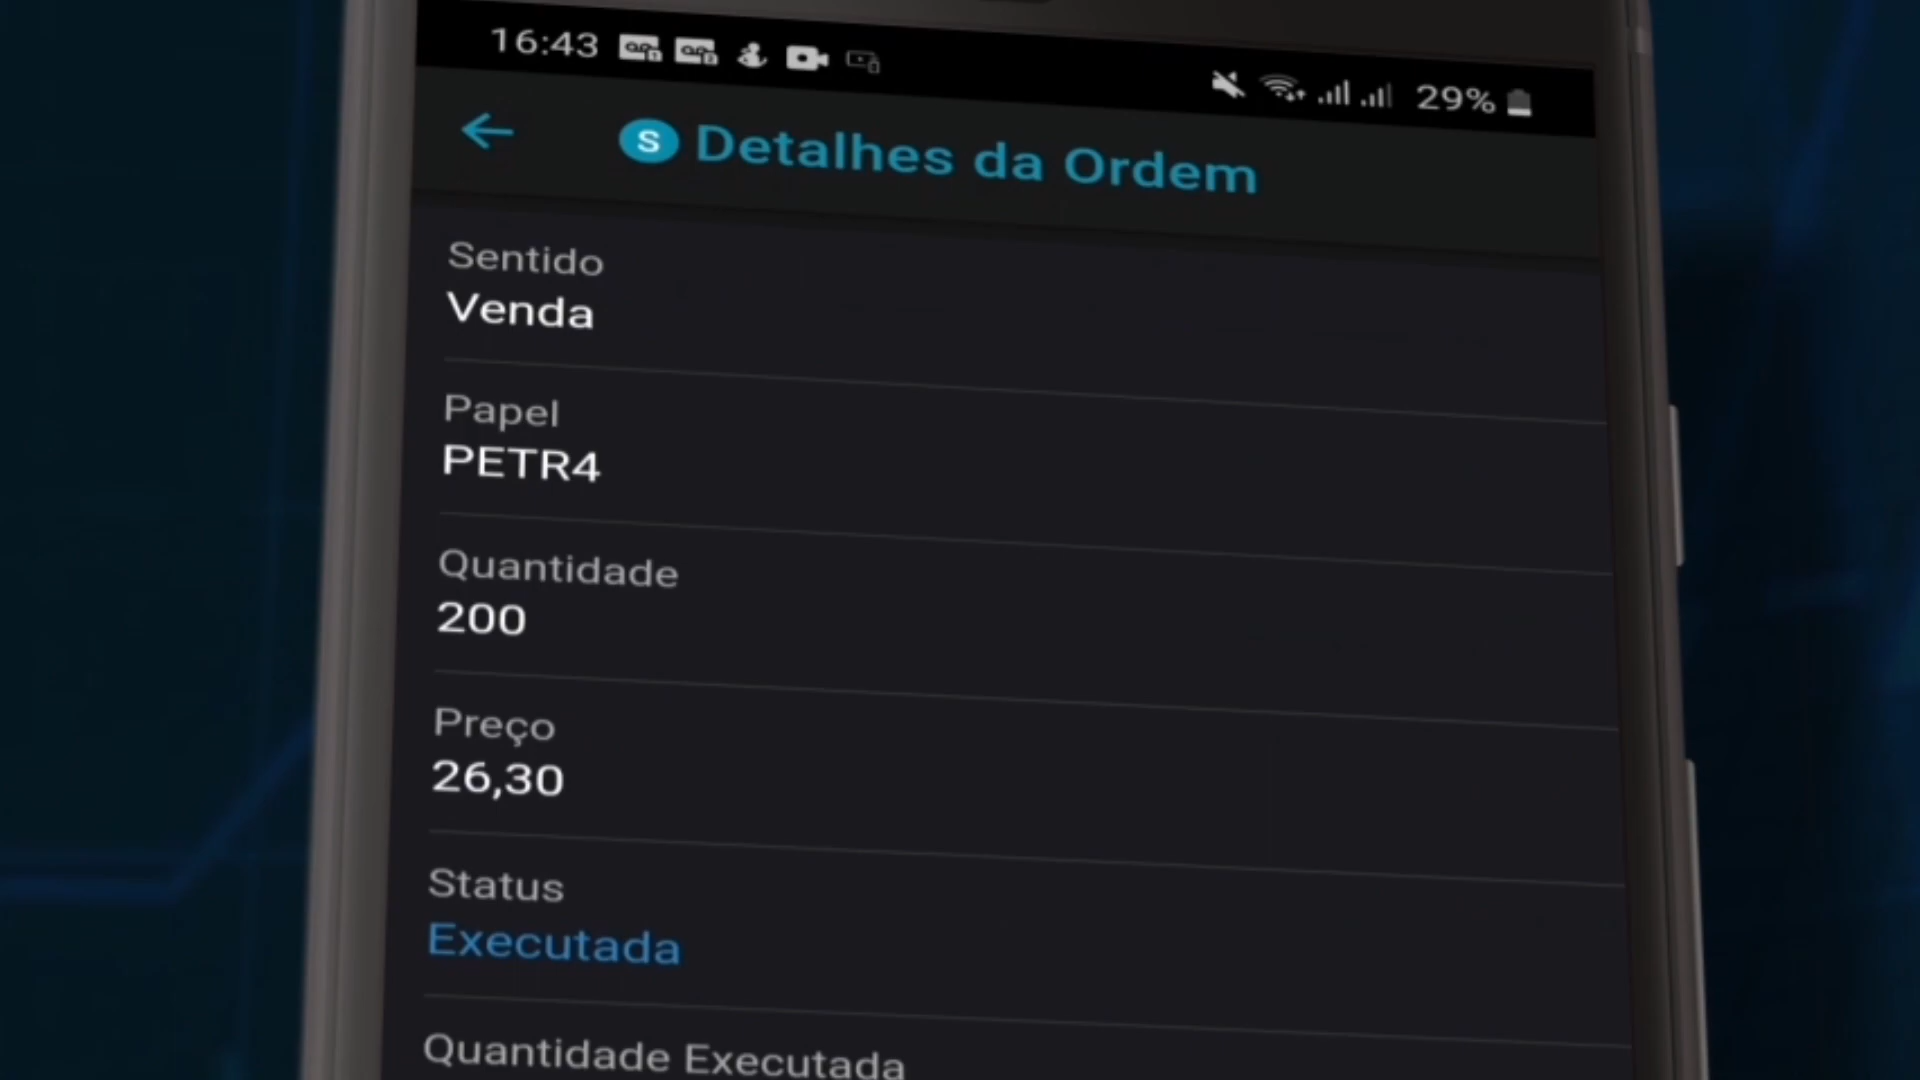 16:43 29%
S Detalhes da Ordem
Sentido
Venda
Papel
PETR4
Quantidade
200
Preço
26,30
Status
Executada
Quantidade Executada